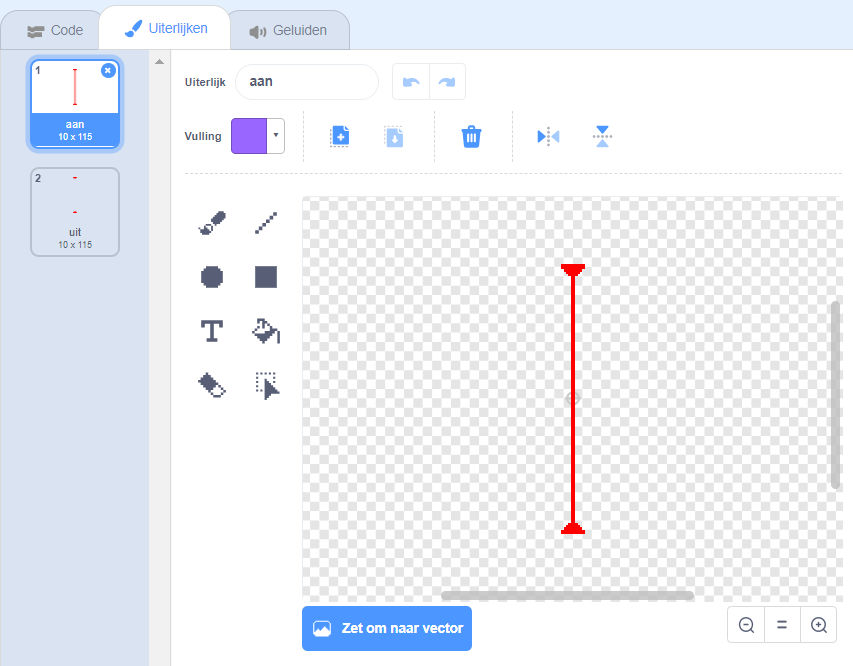 Code
Uiterlijken
Geluiden
1
aan
10 x 115
2
uit
10 x 115
Uiterlijk
aan
Vulling
Zet om naar vector